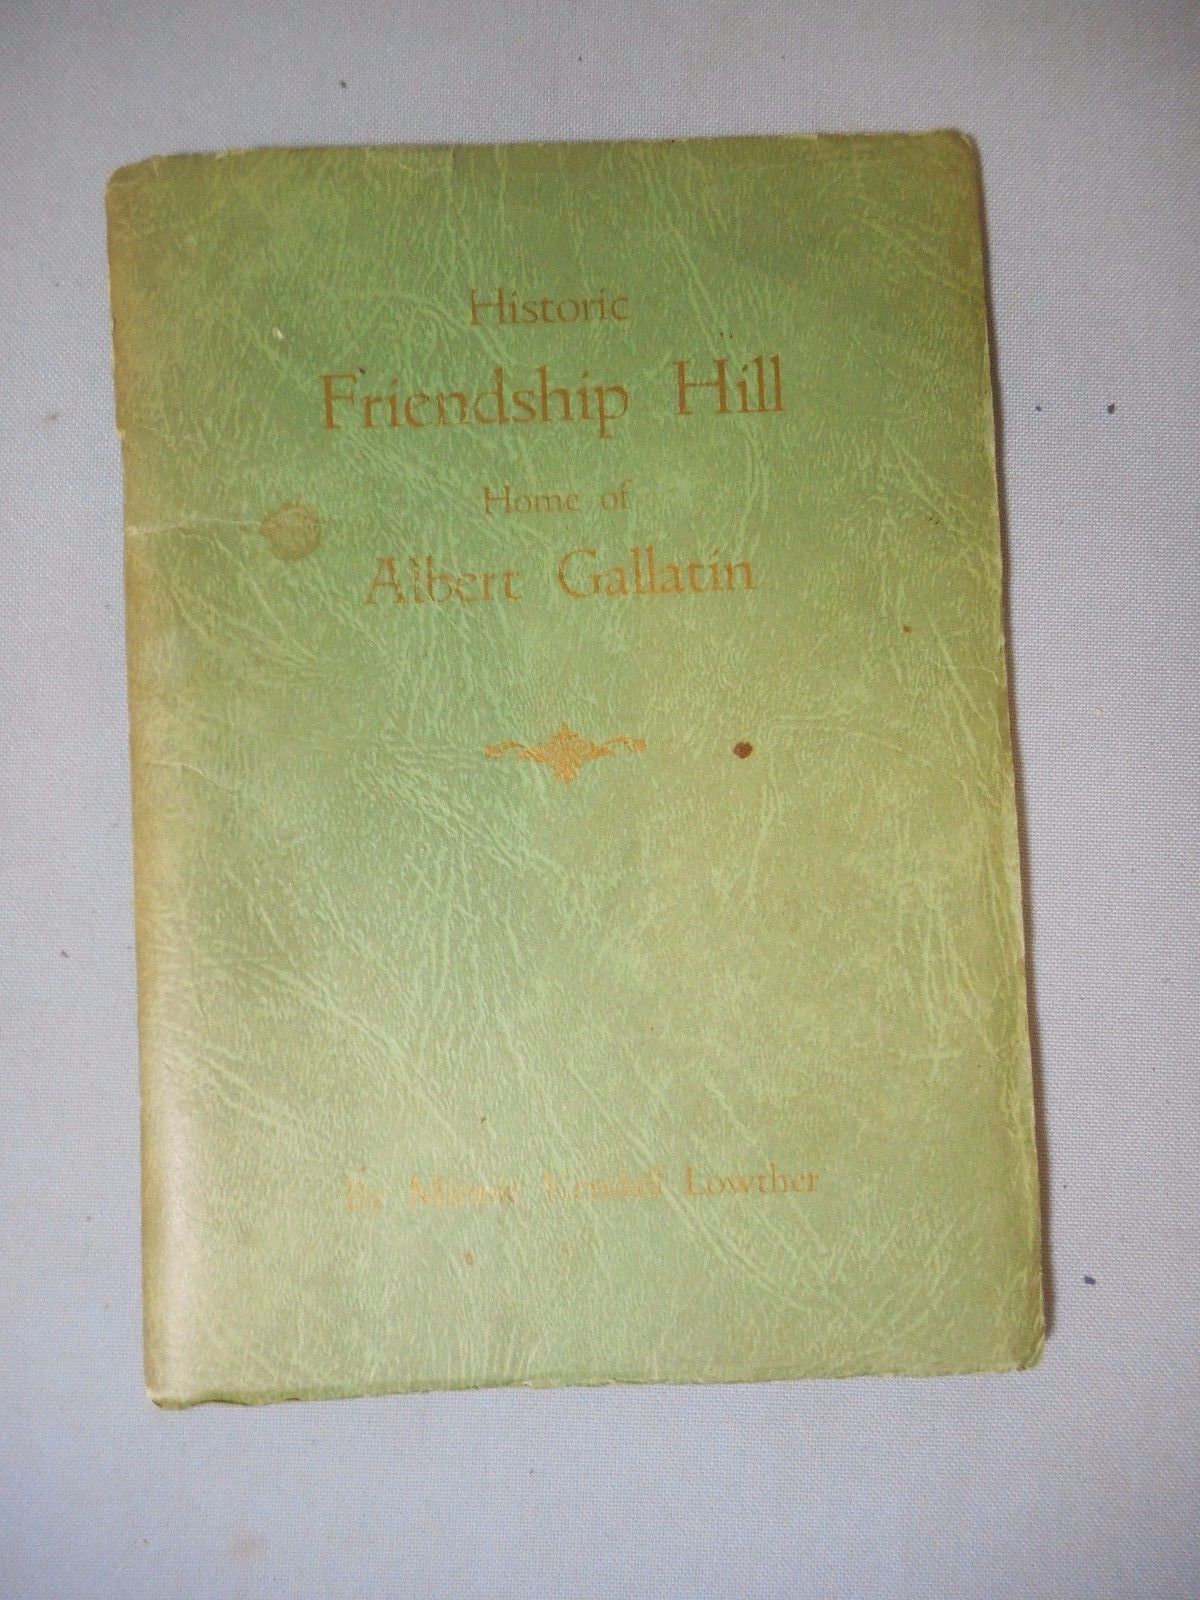 Historic
Friendship Hill
Home of
Albert Gallatin
By Minnie Kendall Lowther